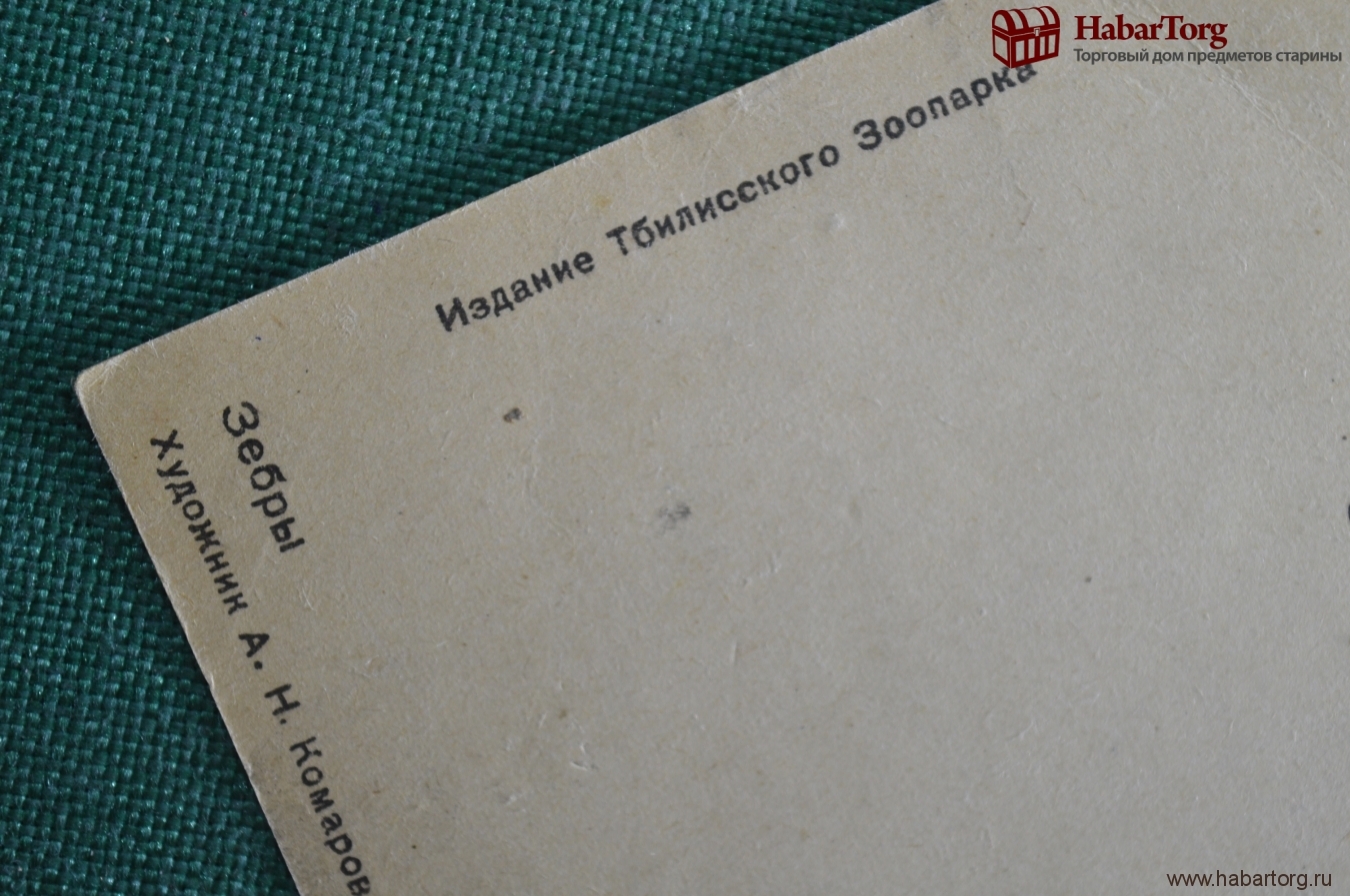 HabarTorg
Торговый дом предметов старины
Издание Тбилисского Зоопарка
Зебры
Художник А. Н. Комаров
www.habartorg.ru